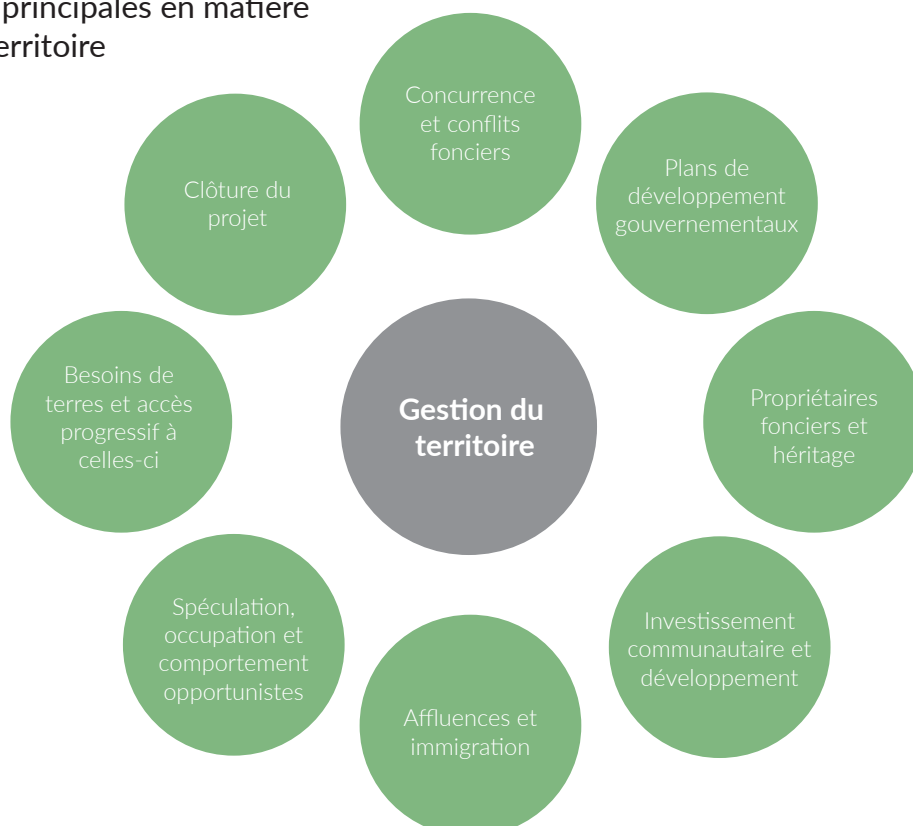 principales en matière
erritoire
Concurrence
et conflits
fonciers
Plans de
développement
gouvernementaux
Propriétaires
fonciers et
héritage
Investissement
communautaire et
développement
Affluences et
immigration
Spéculation,
occupation et
comportement
opportunistes
Besoins de
terres et accès
progressif à
celles-ci
Clôture du
projet
Gestion du
territoire